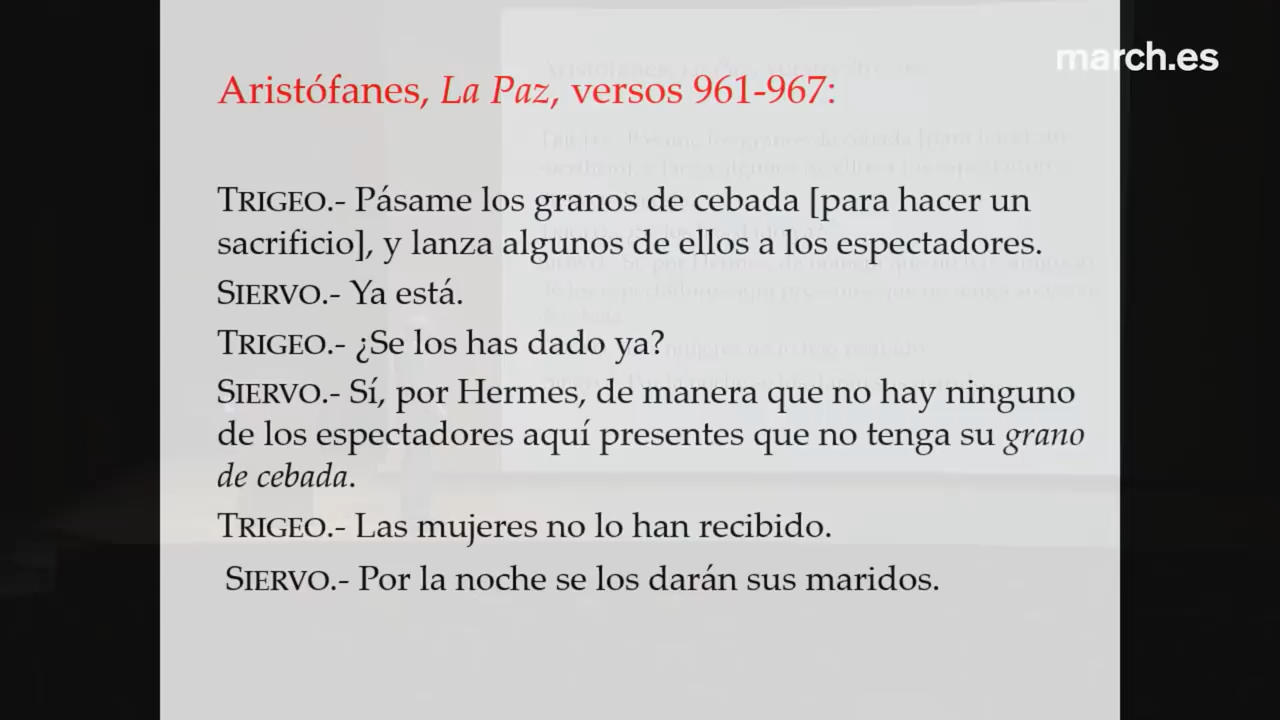 march.es
Aristófanes, La Paz, versos 961-967:
TRIGEO.- Pásame los granos de cebada [para hacer un
sacrificio], y lanza algunos de ellos a los espectadores.
SIERVO.- Ya está.
TRIGEO.- ¿Se los has dado ya?
SIERVO.- Sí, por Hermes, de manera que no hay ninguno
de los espectadores aquí presentes que no tenga su grano
de cebada.
TRIGEO.- Las mujeres no lo han recibido.
SIERVO.- Por la noche se los darán sus maridos.